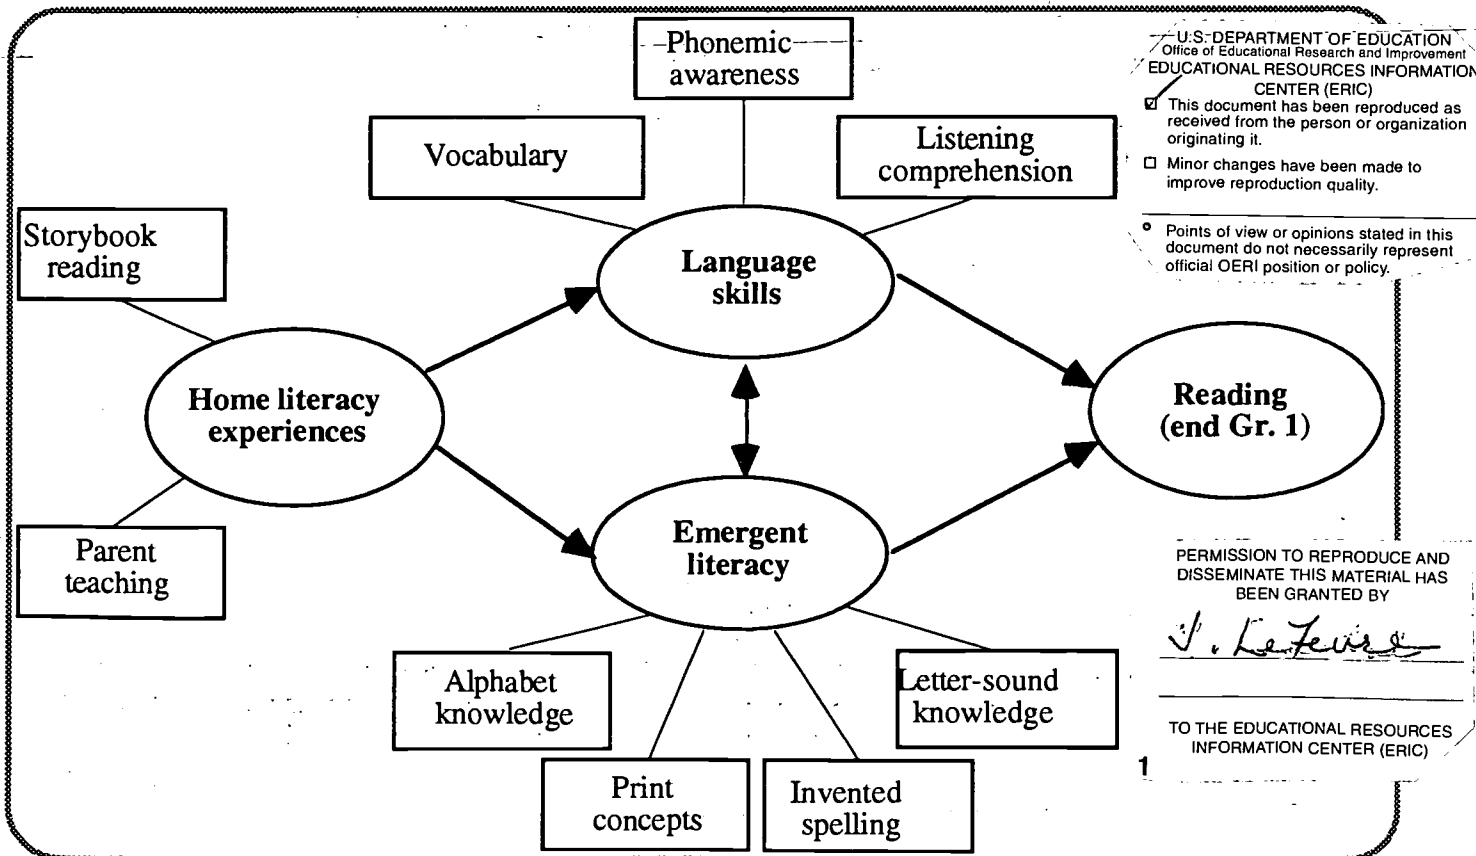 Phonemic
awareness
Vocabulary
Listening
comprehension
Storybook
reading
Language
skills
Home literacy
experiences
Reading
(end Gr. 1)
Parent
teaching
Emergent
literacy
Alphabet
knowledge
Letter-sound
knowledge
Print
concepts
Invented
spelling
U.S. DEPARTMENT OF EDUCATION
Office of Educational Research and Improvement
EDUCATIONAL RESOURCES INFORMATION
CENTER (ERIC)
This document has been reproduced as
received from the person or organization
originating it.
Minor changes have been made to
improve reproduction quality.
Points of view or opinions stated in this
document do not necessarily represent
official OERI position or policy.
PERMISSION TO REPRODUCE AND
DISSEMINATE THIS MATERIAL HAS
BEEN GRANTED BY
J. LeFevre
TO THE EDUCATIONAL RESOURCES
INFORMATION CENTER (ERIC)
1